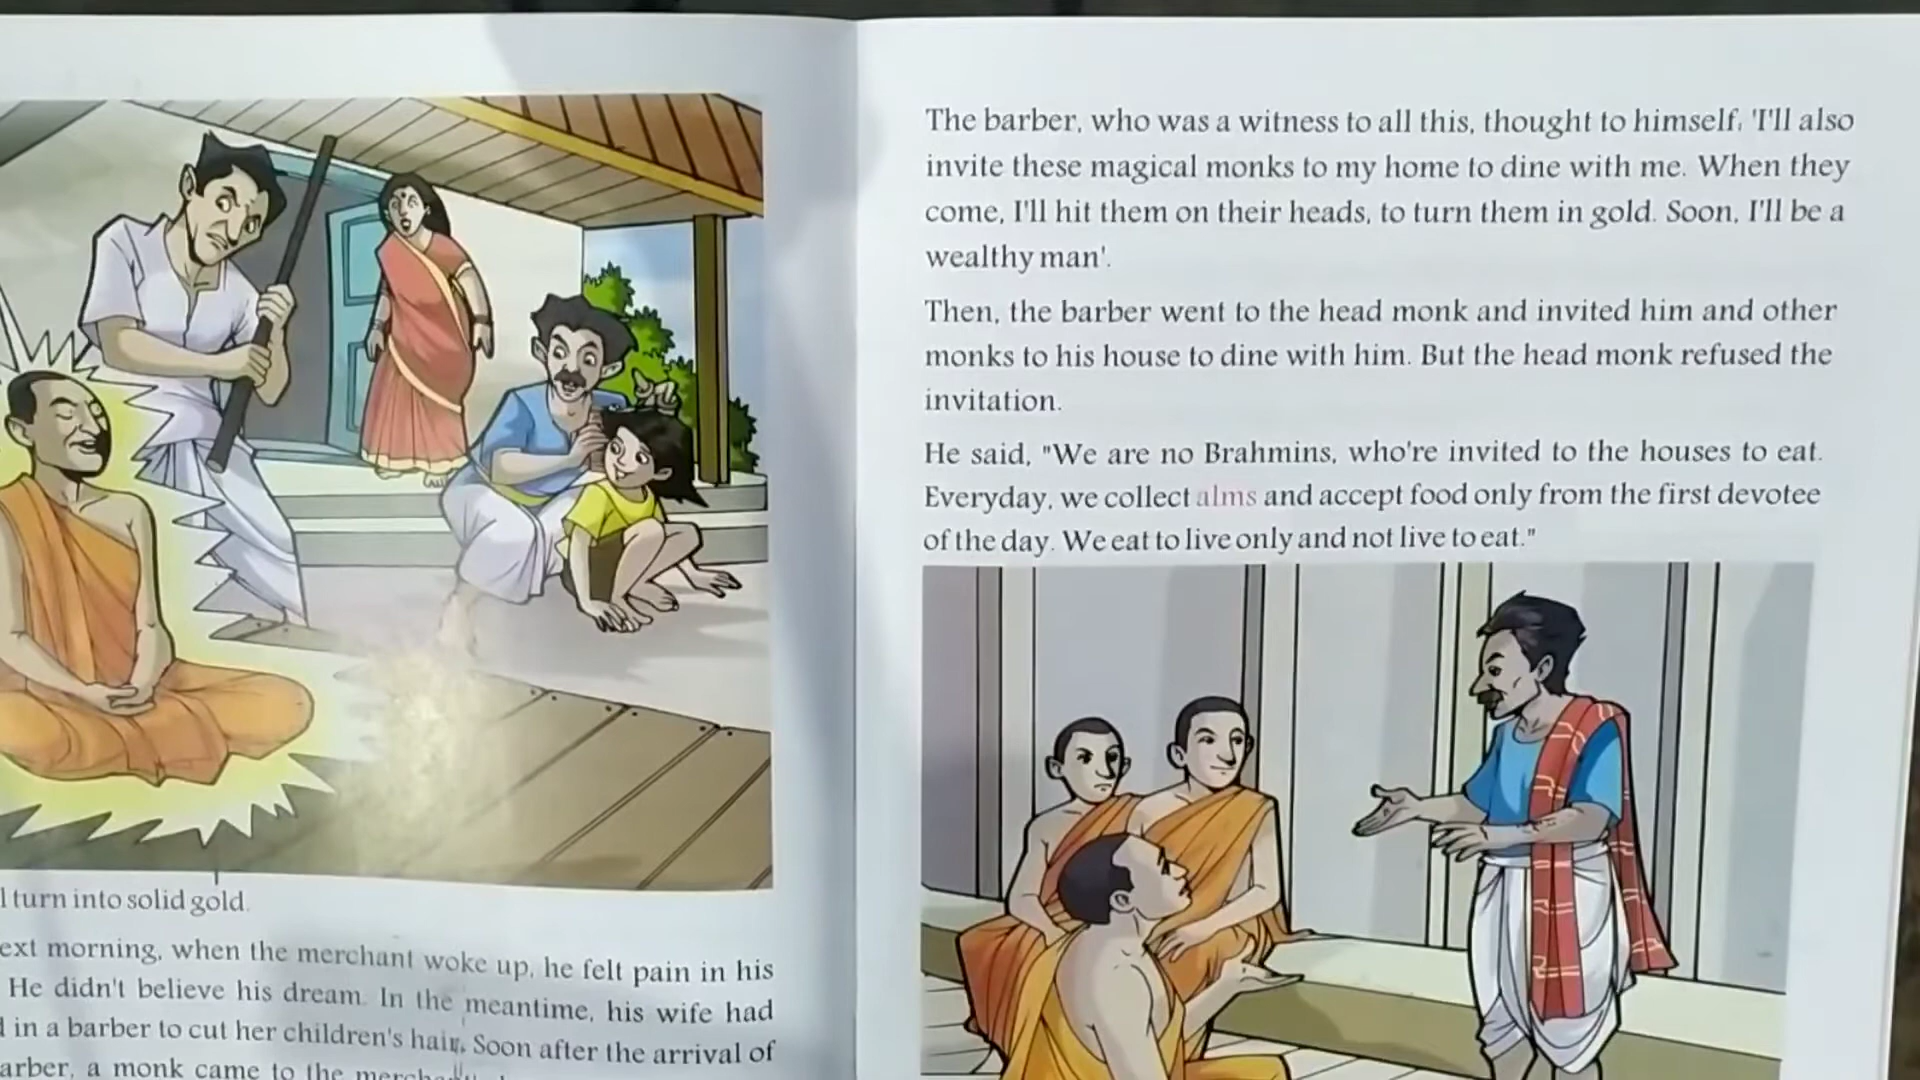 l turn into solid gold.
ext morning, when the merchant woke up, he felt pain in his
He didn't believe his dream. In the meantime, his wife had
d in a barber to cut her children's hair. Soon after the arrival of
arber, a monk came to the
The barber, who was a witness to all this, thought to himself, 'I'll also
invite these magical monks to my home to dine with me. When they
come, I'll hit them on their heads, to turn them in gold. Soon, I'll be a
wealthy man'.
Then, the barber went to the head monk and invited him and other
monks to his house to dine with him. But the head monk refused the
invitation.
He said, "We are no Brahmins, who're invited to the houses to eat.
Everyday, we collect alms and accept food only from the first devotee
of the day. We eat to live only and not live to eat."